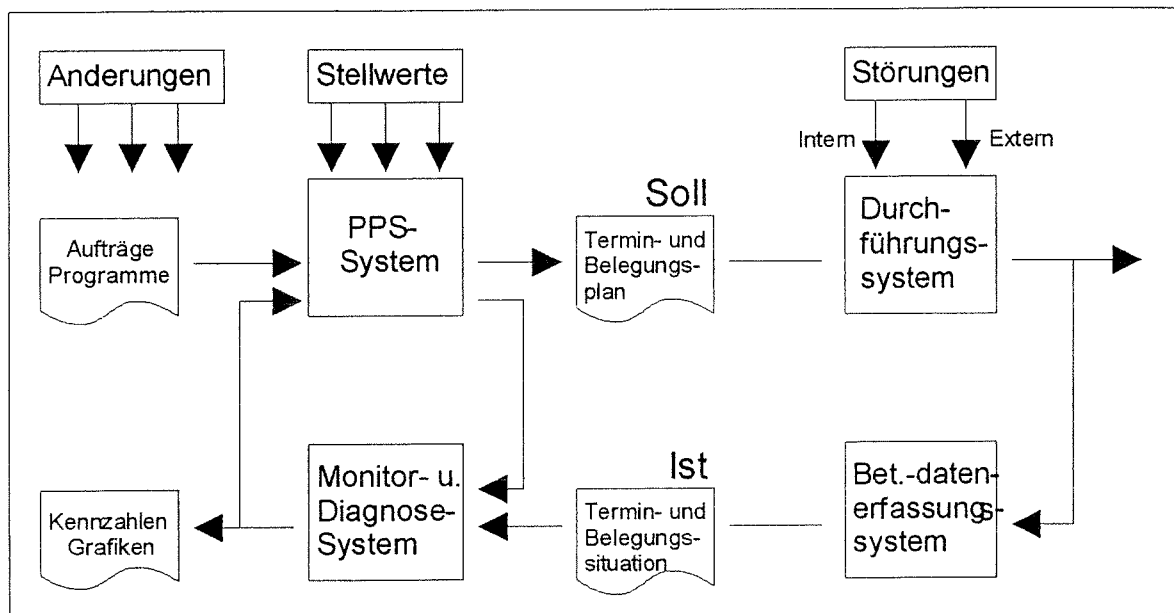 Anderungen
Stellwerte
Störungen
Intern
Extern
Soll
Aufträge
Programme
PPS-
System
Termin- und
Belegungs-
plan
Durch-
führungs-
system
Ist
Kennzahlen
Grafiken
Monitor- u.
Diagnose-
System
Termin- und
Belegungs-
situation
Bet.-daten-
erfassungs-
system